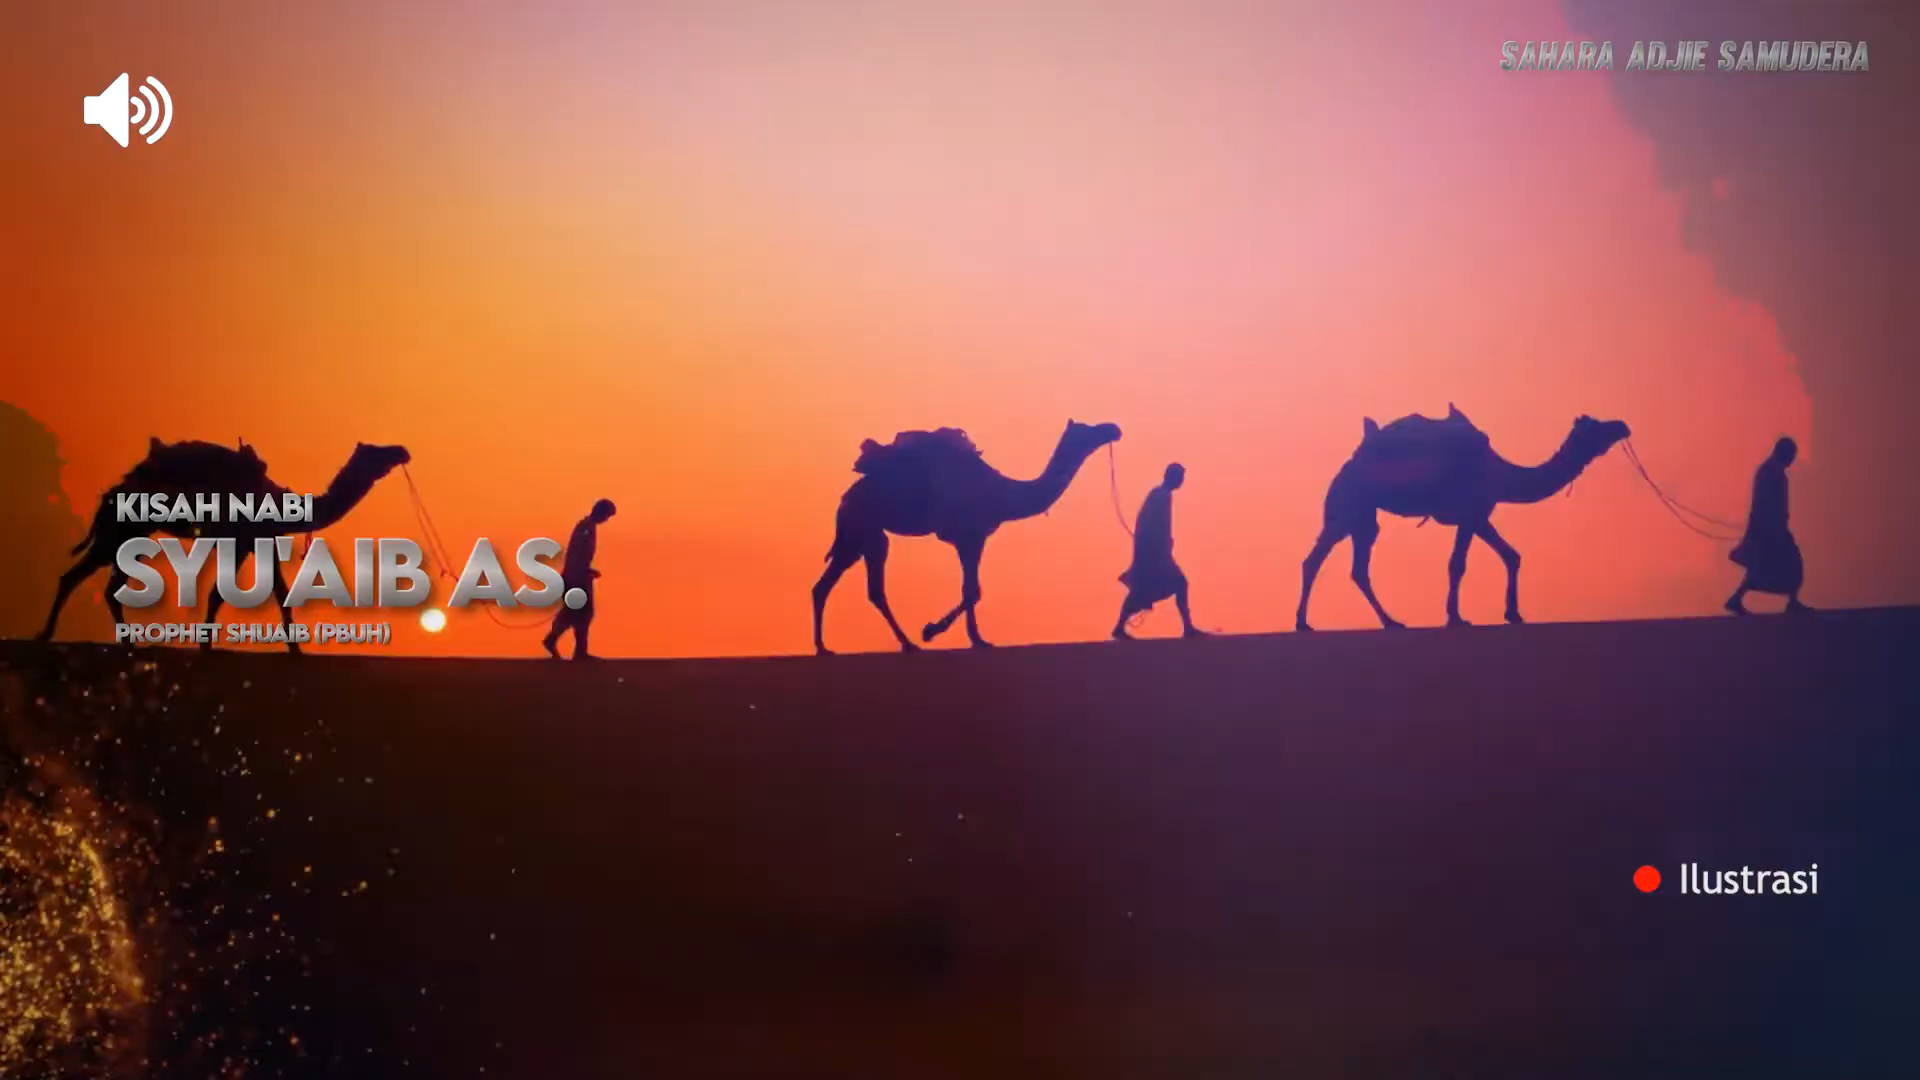 SAHARA ADJIE SAMUDERA
KISAH NABI
SYU'AIB AS.
PROPHET SHUAIB (PBUH)
Ilustrasi